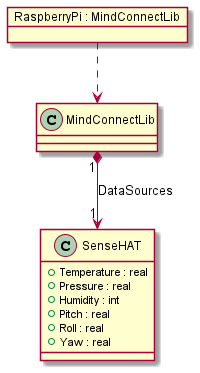 RaspberryPi : MindConnectLib
C MindConnectLib
1
DataSources
1
C SenseHAT
Temperature : real
Pressure : real
Humidity : int
Pitch : real
Roll : real
Yaw : real